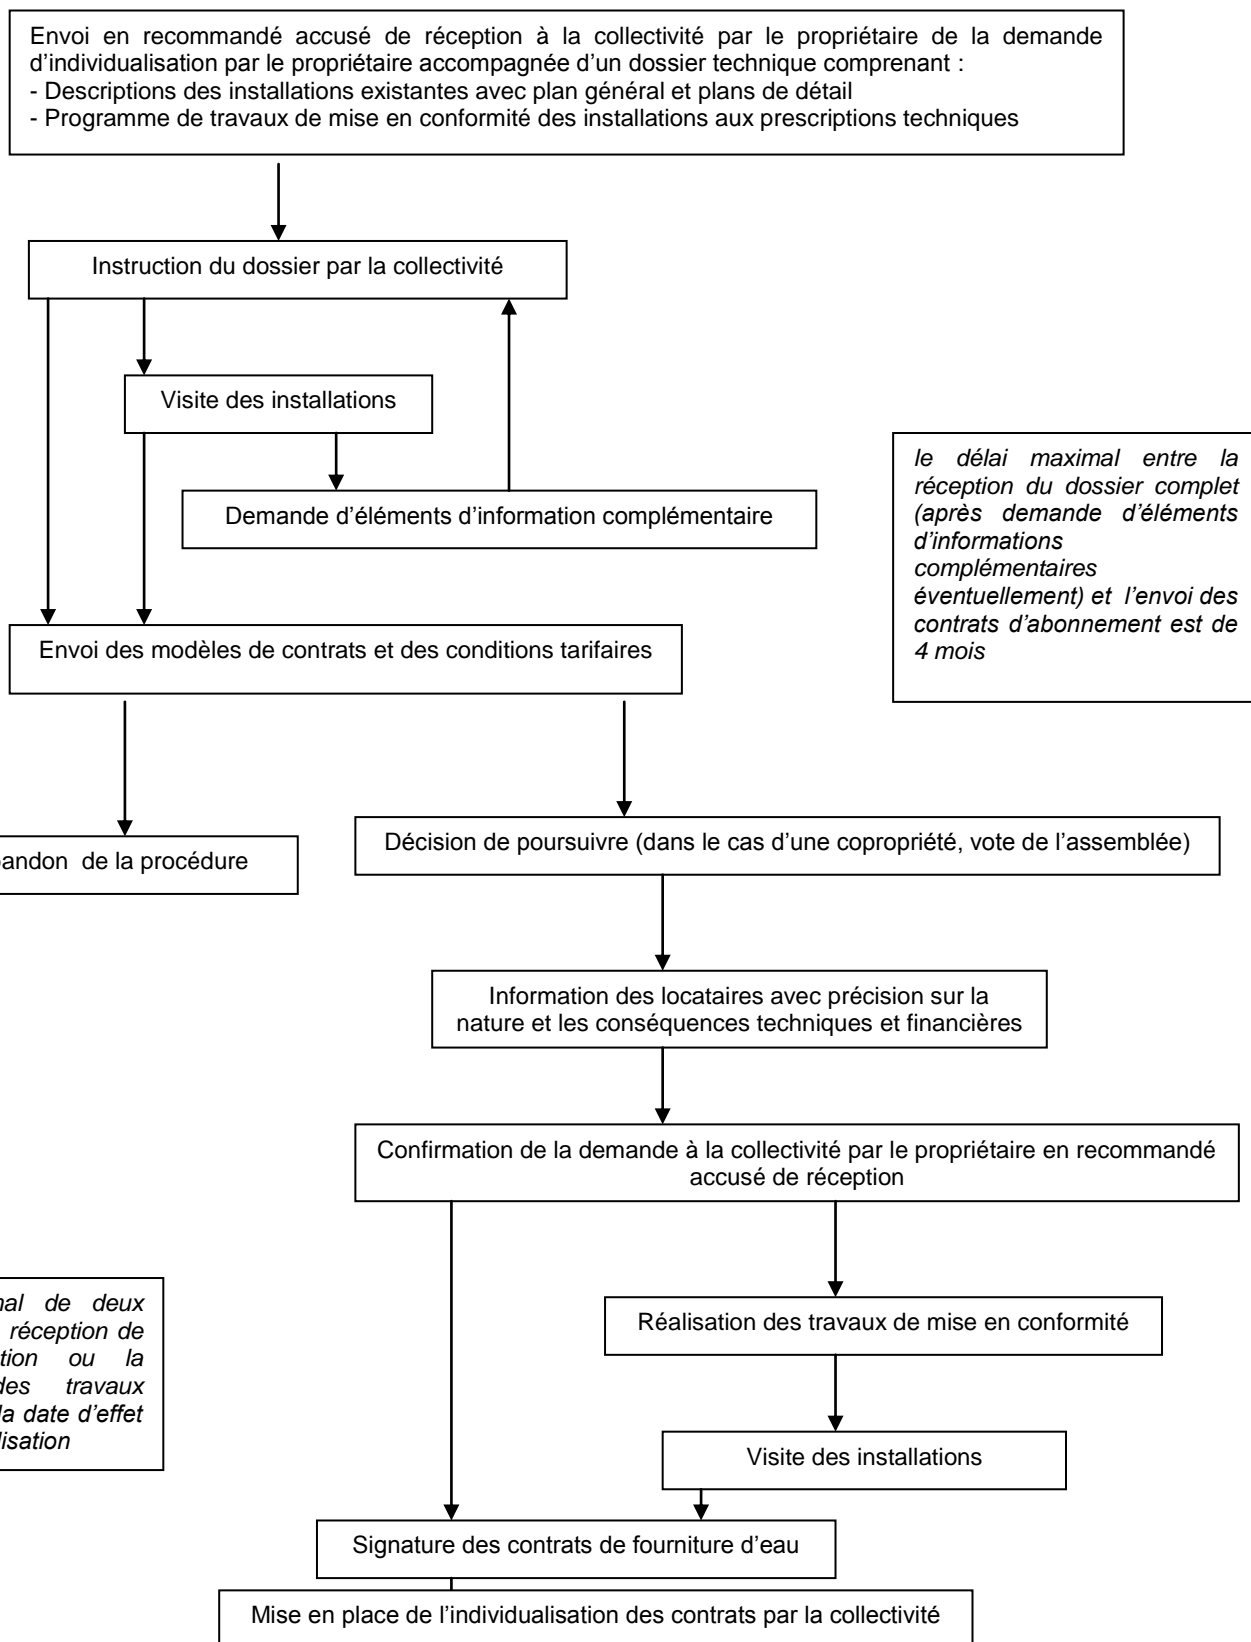 Envoi en recommandé accusé de réception à la collectivité par le propriétaire de la demande
d'individualisation par le propriétaire accompagnée d'un dossier technique comprenant :
- Descriptions des installations existantes avec plan général et plans de détail
- Programme de travaux de mise en conformité des installations aux prescriptions techniques
Instruction du dossier par la collectivité
Visite des installations
Demande d'éléments d'information complémentaire
le délai maximal entre la
réception du dossier complet
(après demande d'éléments
d'informations
complémentaires
éventuellement) et l'envoi des
contrats d'abonnement est de
4 mois
Envoi des modèles de contrats et des conditions tarifaires
de la procédure
Décision de poursuivre (dans le cas d'une copropriété, vote de l'assemblée)
Information des locataires avec précision sur la
nature et les conséquences techniques et financières
Confirmation de la demande à la collectivité par le propriétaire en recommandé
accusé de réception
de deux
réception de
ou la
des travaux
la date d'effet
Réalisation des travaux de mise en conformité
Visite des installations
Signature des contrats de fourniture d'eau
Mise en place de l'individualisation des contrats par la collectivité